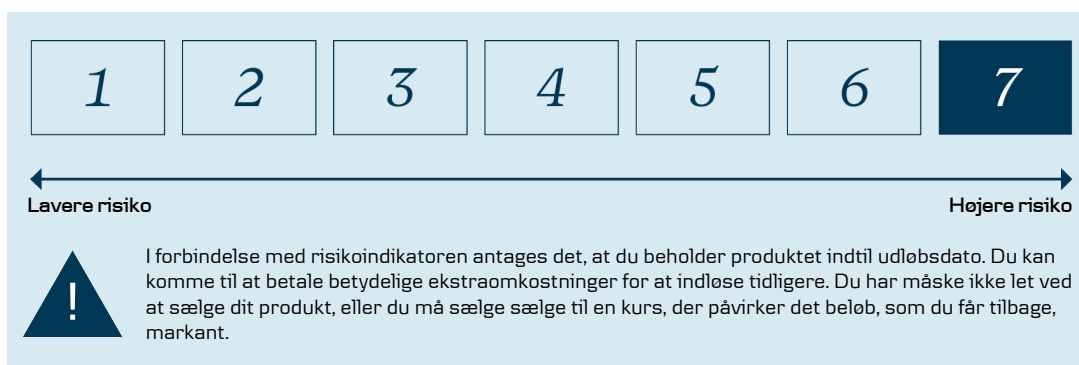 1 2 3 4 5 6 7
Lavere risiko Højere risiko
!
I forbindelse med risikoindikatoren antages det, at du beholder produktet indtil udløbsdato. Du kan
komme til at betale betydelige ekstraomkostninger for at indløse tidligere. Du har måske ikke let ved
at sælge dit produkt, eller du må sælge sælge til en kurs, der påvirker det beløb, som du får tilbage,
markant.